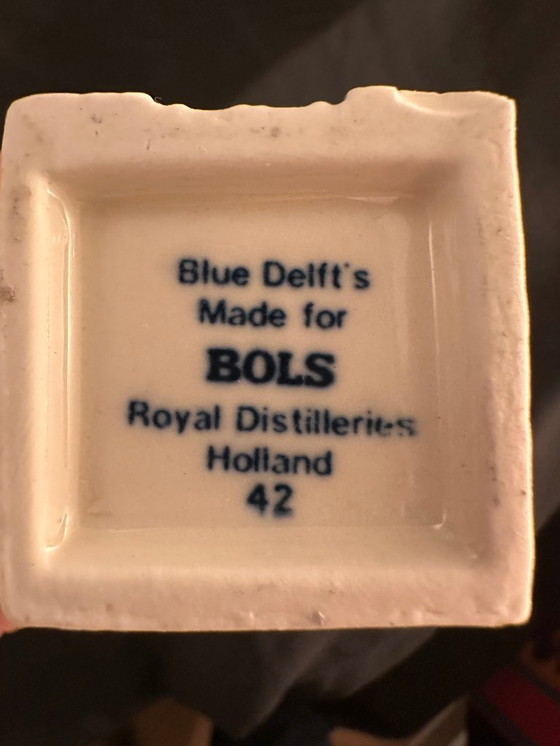 Blue Delft's
Made for
BOLS
Royal Distilleries
Holland
42